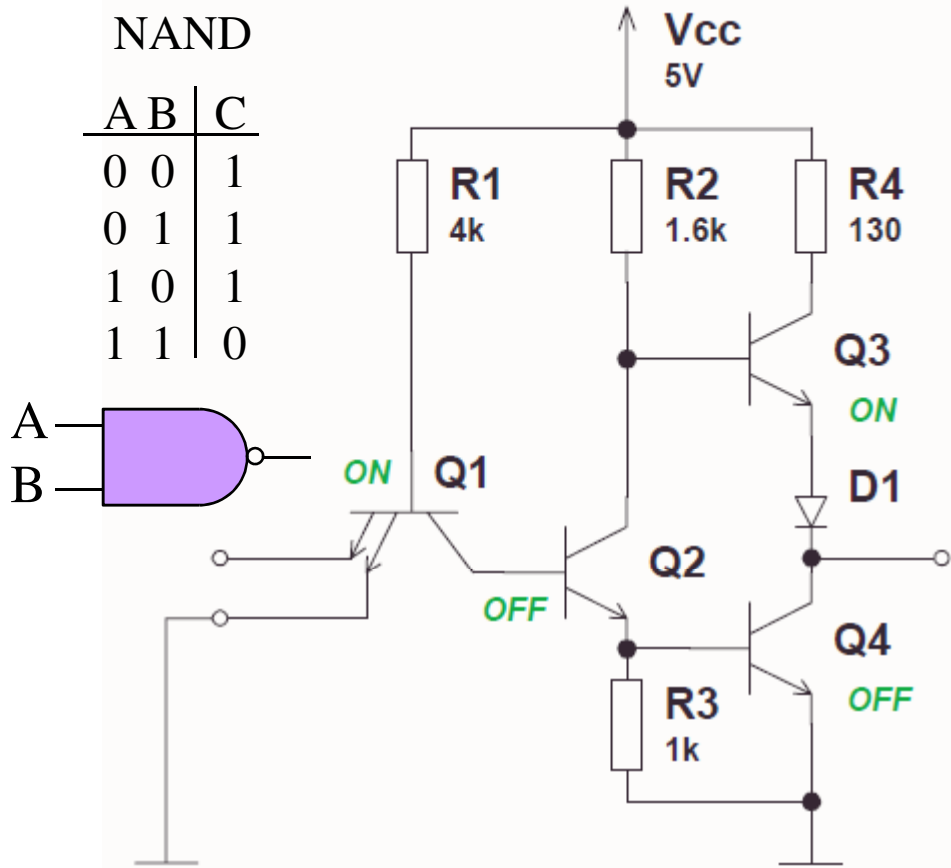 NAND
A B C
0 0 1
0 1 1
1 0 1
1 1 0
A
B
Vcc
5V
R1
4k
R2
1.6k
R4
130
Q3
ON
ON
Q1
D1
Q2
OFF
Q4
OFF
R3
1k